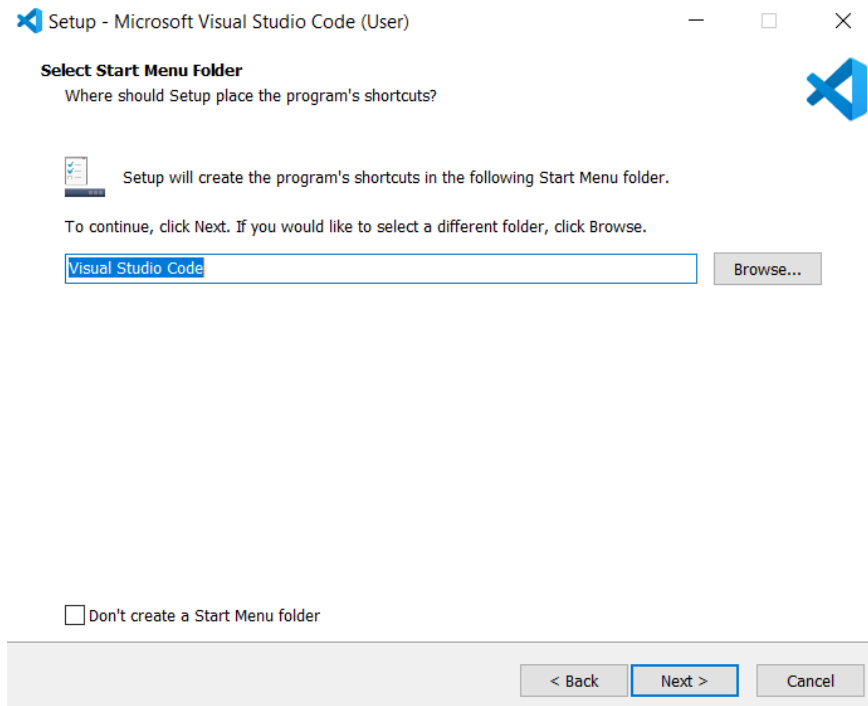 Setup - Microsoft Visual Studio Code (User)
Select Start Menu Folder
Where should Setup place the program's shortcuts?
Setup will create the program's shortcuts in the following Start Menu folder.
To continue, click Next. If you would like to select a different folder, click Browse.
Visual Studio Code
Browse...
Don't create a Start Menu folder
< Back
Next >
Cancel